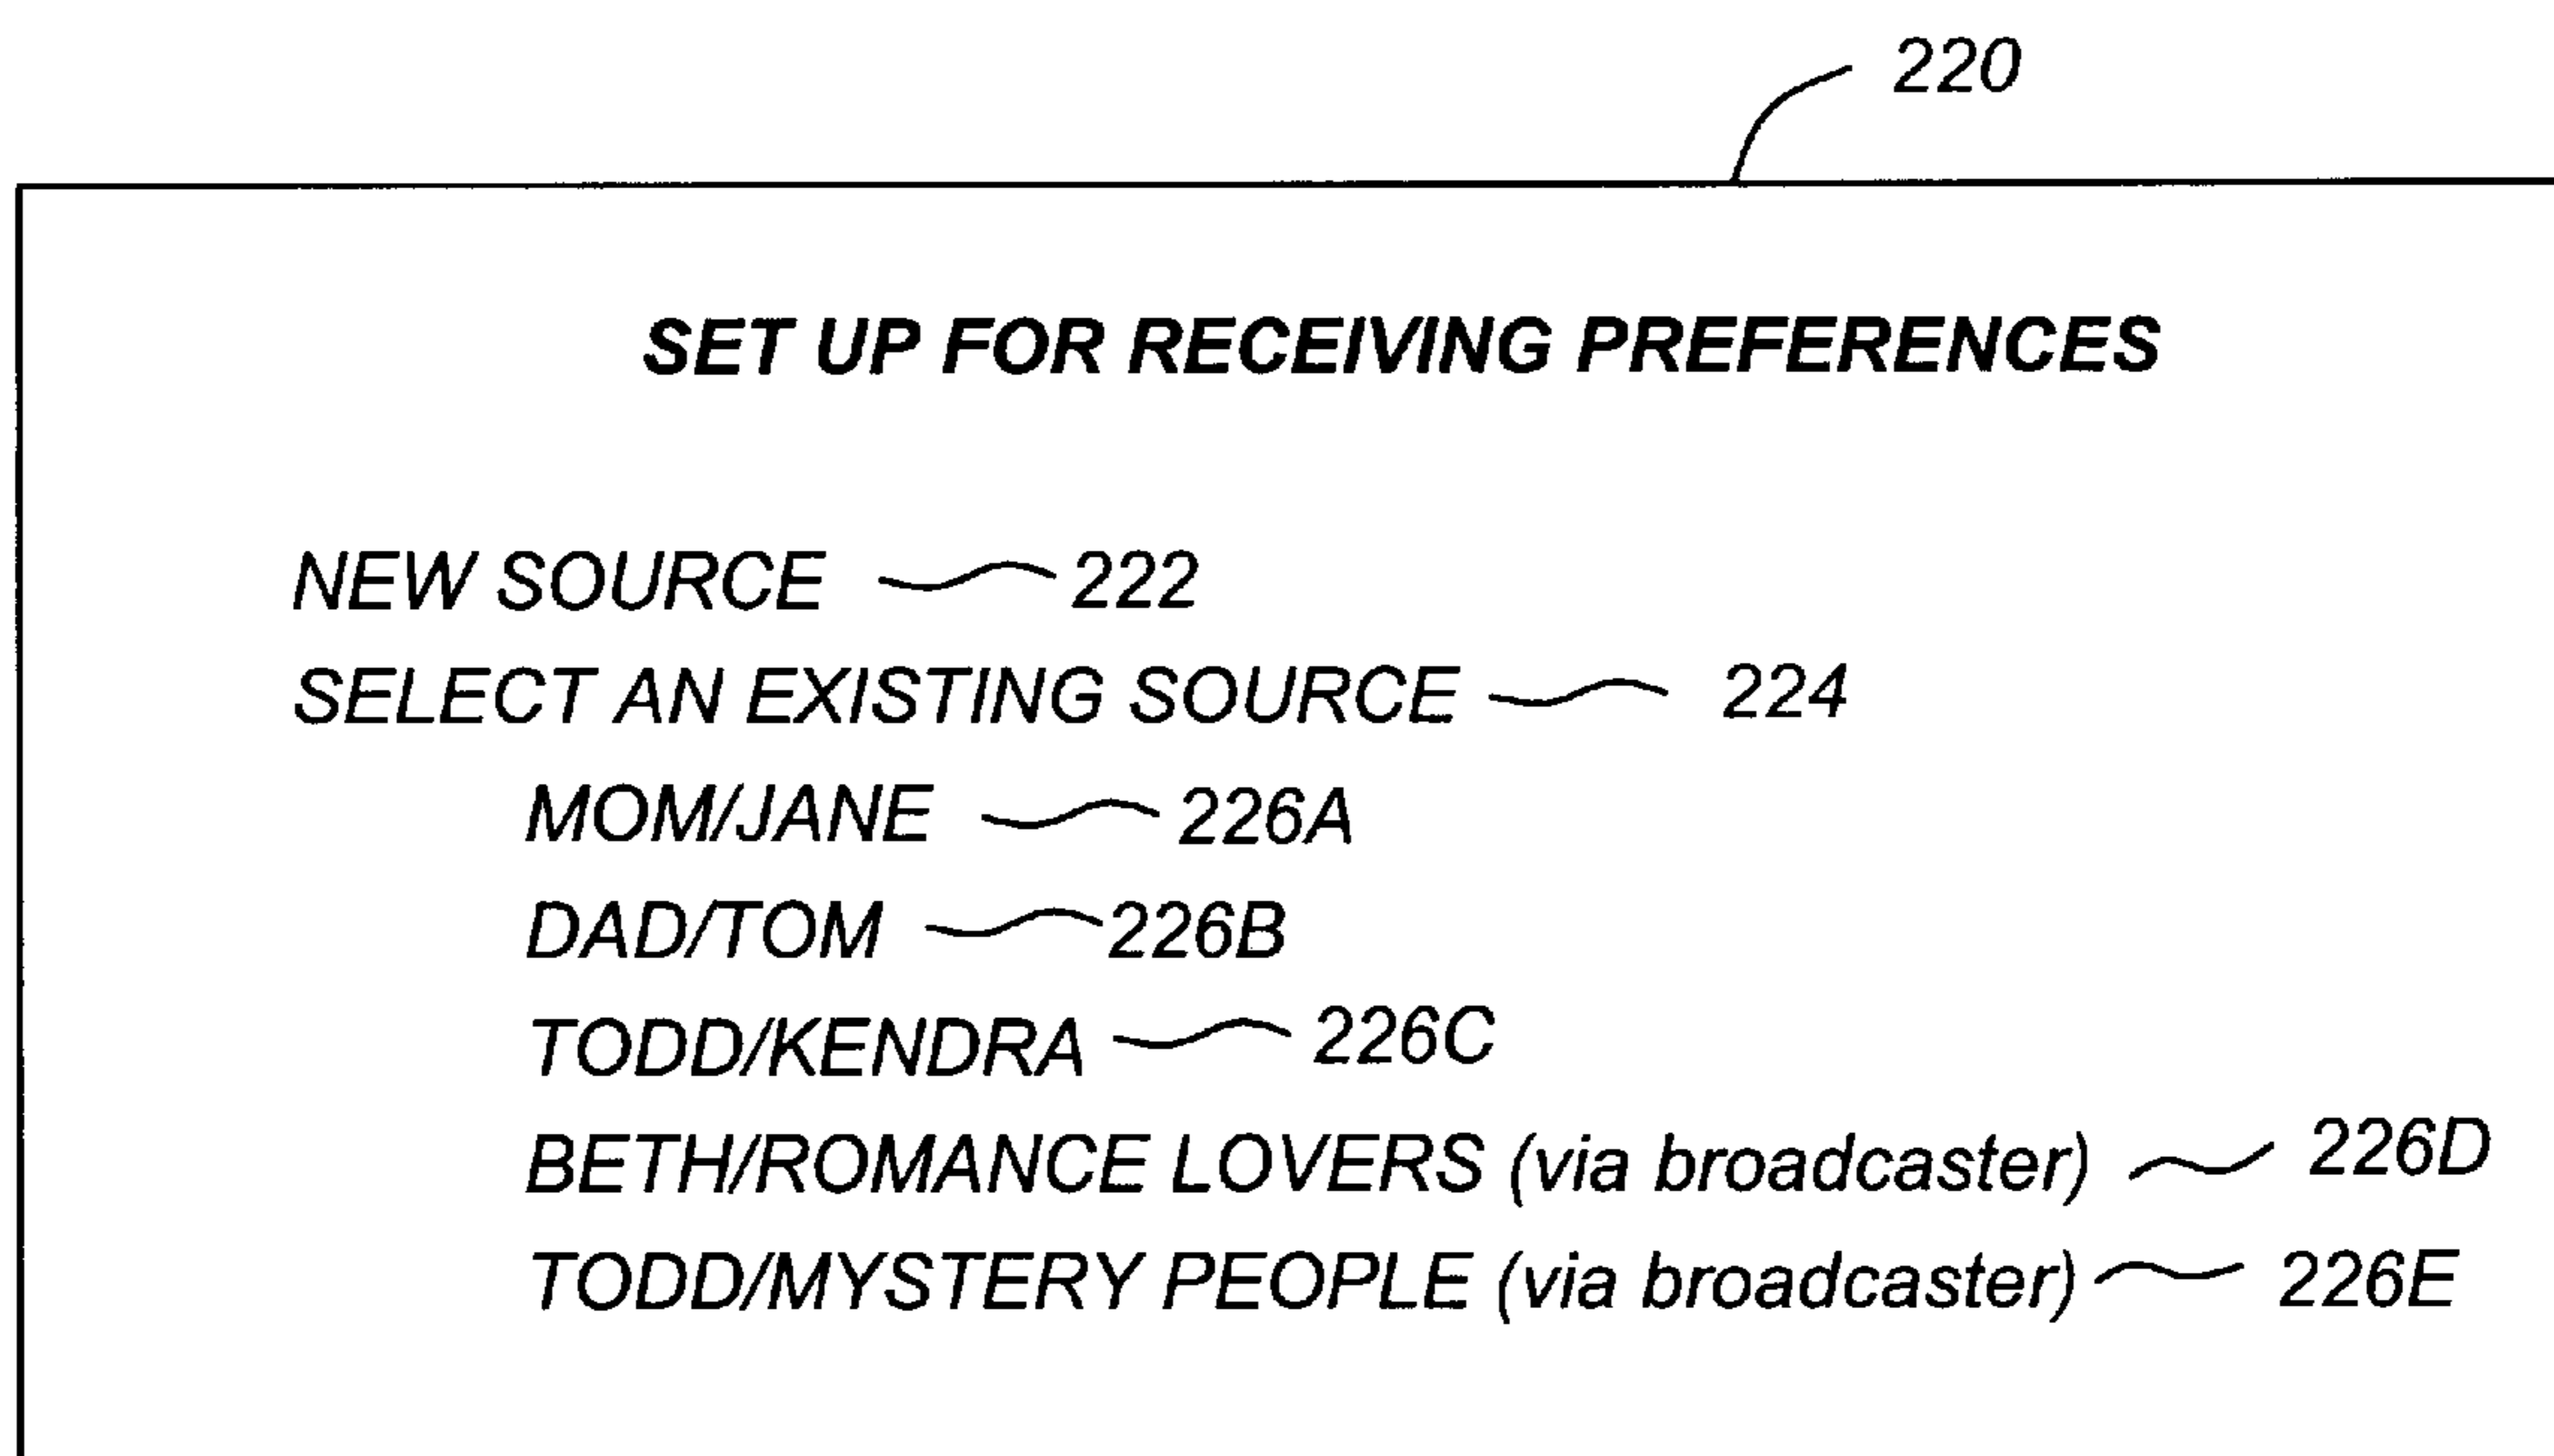 220
SET UP FOR RECEIVING PREFERENCES
NEW SOURCE 222
SELECT AN EXISTING SOURCE 224
MOM/JANE 226A
DAD/TOM 226B
TODD/KENDRA 226C
BETH/ROMANCE LOVERS (via broadcaster) 226D
TODD/MYSTERY PEOPLE (via broadcaster) 226E